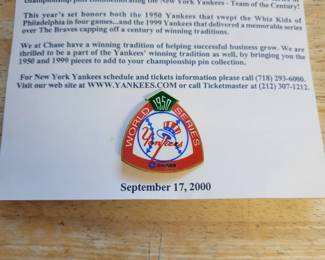 championship pins commemorating the New York Yankees - Team of the Century!
This year's set honors both the 1950 Yankees that swept the Whiz Kids of
Philadelphia in four games.. and the 1999 Yankees that delivered a memorable series
over The Braves capping off a century of winning traditions.
We at Chase have a winning tradition of helping successful business grow. We are
thrilled to be a part of the Yankees' winning tradition as well, by bringing you the
1950 and 1999 pieces to add to your championship pin collection.
For New York Yankees schedule and tickets information please call (718) 293-6000.
Visit our web site at WWW.YANKEES.COM or call Ticketmaster at (212) 307-1212.
1950
WORLD SERIES
Yankees
CHASE
September 17, 2000